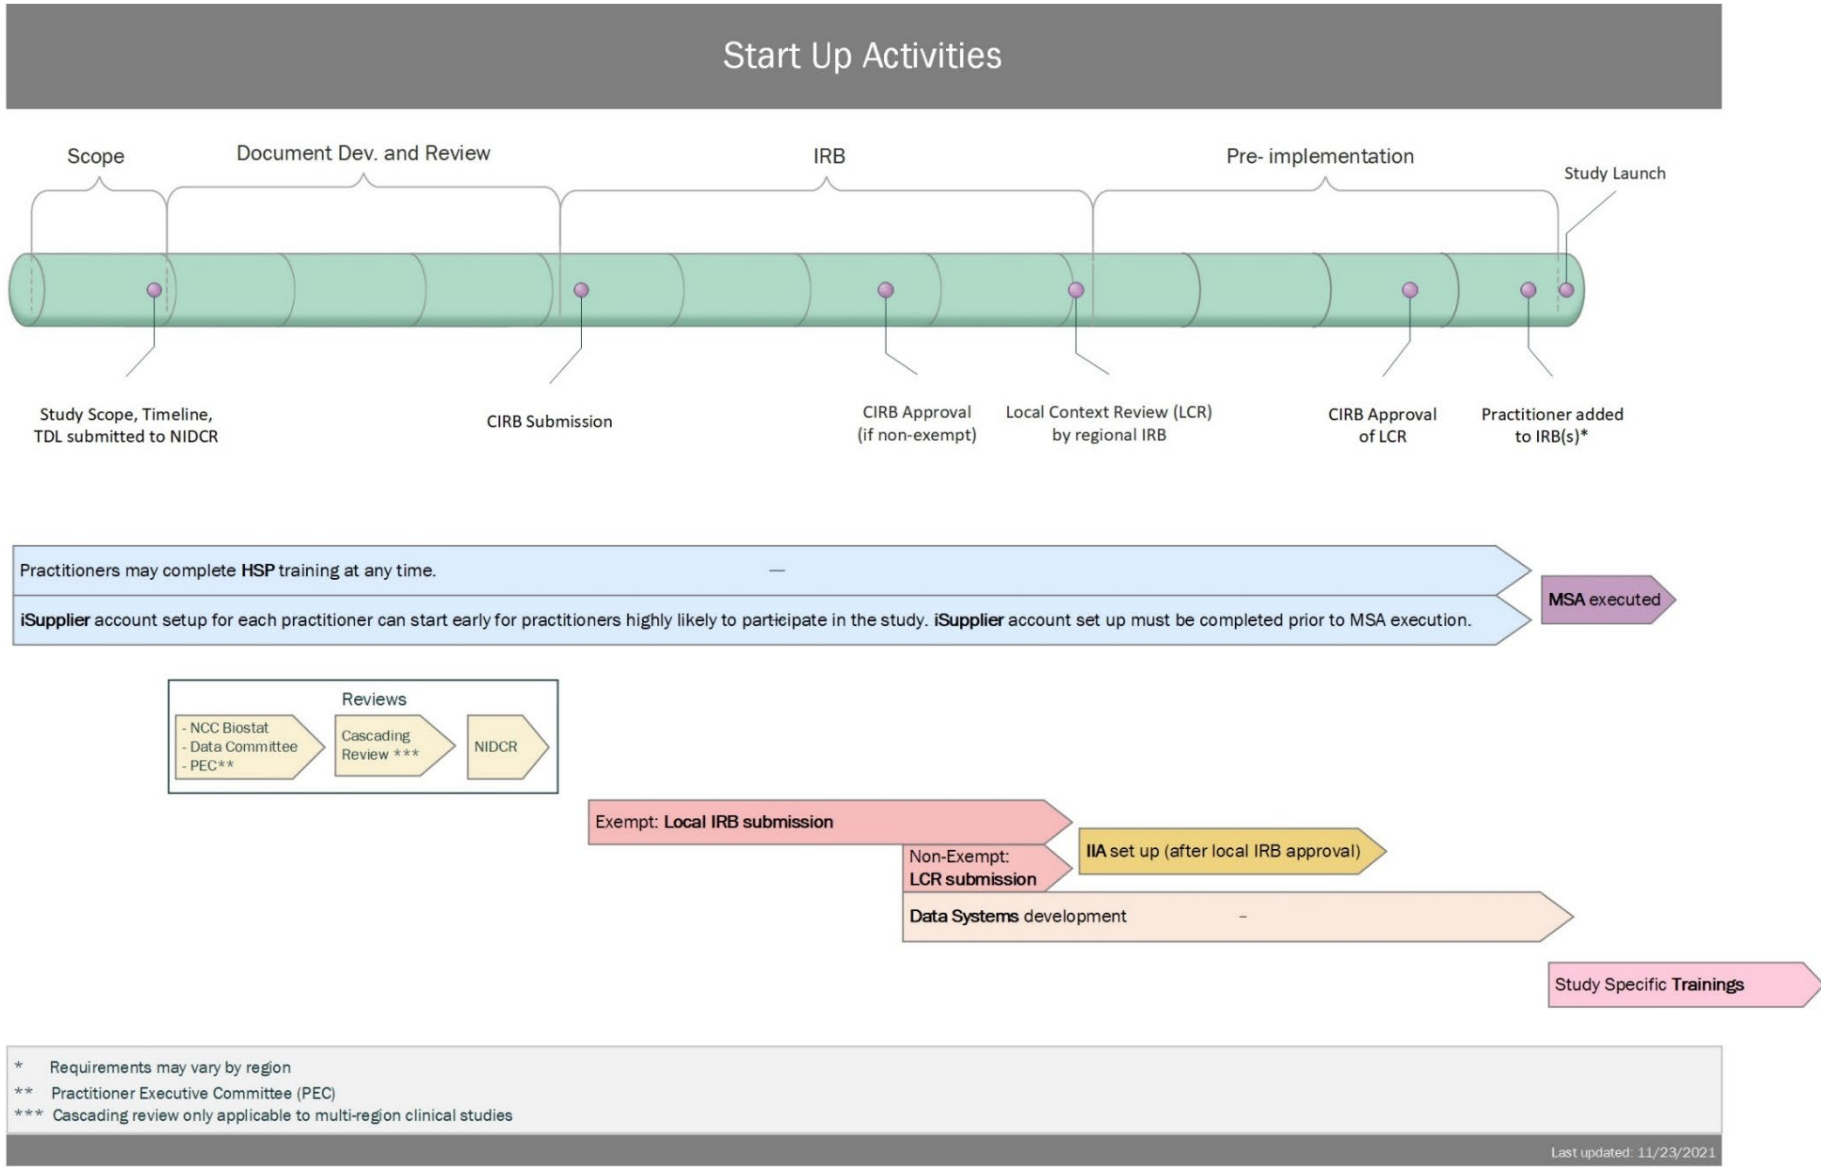 Start Up Activities
Scope
Document Dev. and Review
IRB
Pre- implementation
Study Launch
Study Scope, Timeline,
TDL submitted to NIDCR
CIRB Submission
CIRB Approval
(if non-exempt)
Local Context Review (LCR)
by regional IRB
CIRB Approval
of LCR
Practitioner added
to IRB(s)*
Practitioners may complete HSP training at any time.
iSupplier account setup for each practitioner can start early for practitioners highly likely to participate in the study. iSupplier account set up must be completed prior to MSA execution.
MSA executed
Reviews
- NCC Biostat
- Data Committee
- PEC**
Cascading
Review ***
NIDCR
Exempt: Local IRB submission
Non-Exempt:
LCR submission
IIA set up (after local IRB approval)
Data Systems development
Study Specific Trainings
* Requirements may vary by region
** Practitioner Executive Committee (PEC)
*** Cascading review only applicable to multi-region clinical studies
Last updated: 11/23/2021